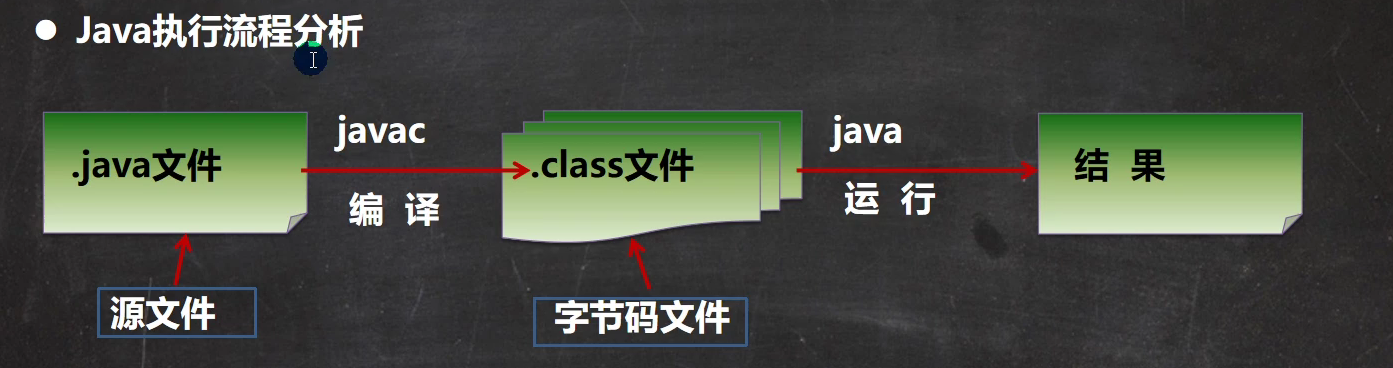 ● Java执行流程分析
javac
java
.java文件
.class文件
结 果
编 译
运 行
源文件
字节码文件